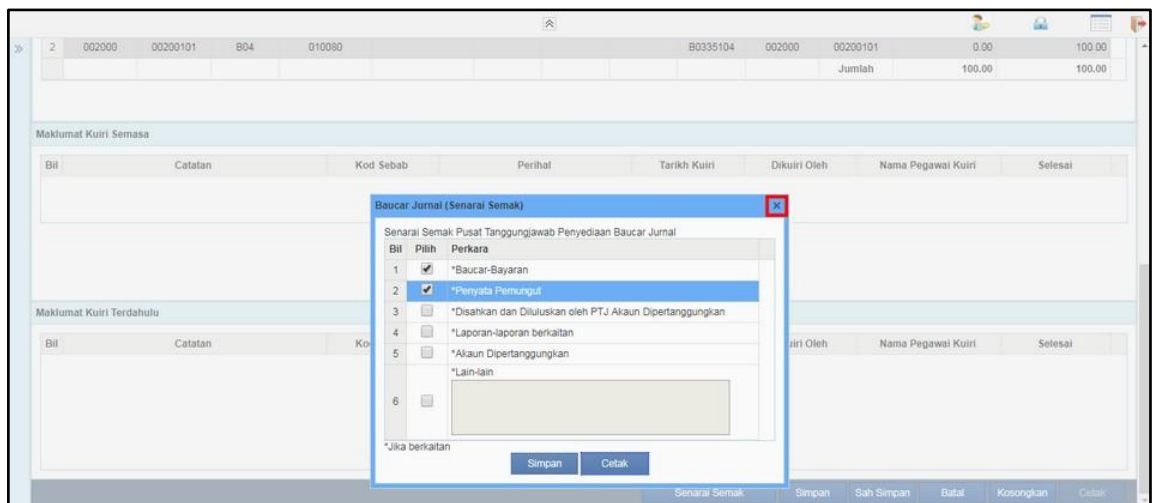 2 002000 00200101 B04 010080 B0335104 002000 00200101 0.00 100.00
Jumlah 100.00 100.00
Maklumat Kuiri Semasa
Bil Catatan Kod Sebab Perihal Tarikh Kuiri Dikuiri Oleh Nama Pegawai Kuiri Selesai
Baucar Jurnal (Senarai Semak)
Senarai Semak Pusat Tanggungjawab Penyediaan Baucar Jurnal
Bil Pilih Perkara
1 *Baucar-Bayaran
2 *Penyata Pemungut
3 *Disahkan dan Diluluskan oleh PTJ Akaun Dipertanggungkan
4 *Laporan-laporan berkaitan
5 *Akaun Dipertanggungkan
*Lain-lain
6
*Jika berkaitan
Simpan Cetak
Maklumat Kuiri Terdahulu
Bil Catatan Ko uiri Oleh Nama Pegawai Kuiri Selesai
Senarai Semak Simpan Sah Simpan Batal Kosongkan Cetak